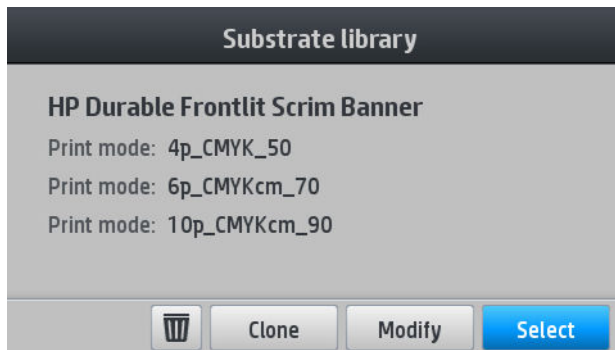 Substrate library
HP Durable Frontlit Scrim Banner
Print mode: 4p_CMYK_50
Print mode: 6p_CMYKcm_70
Print mode: 10p_CMYKcm_90
Clone Modify Select